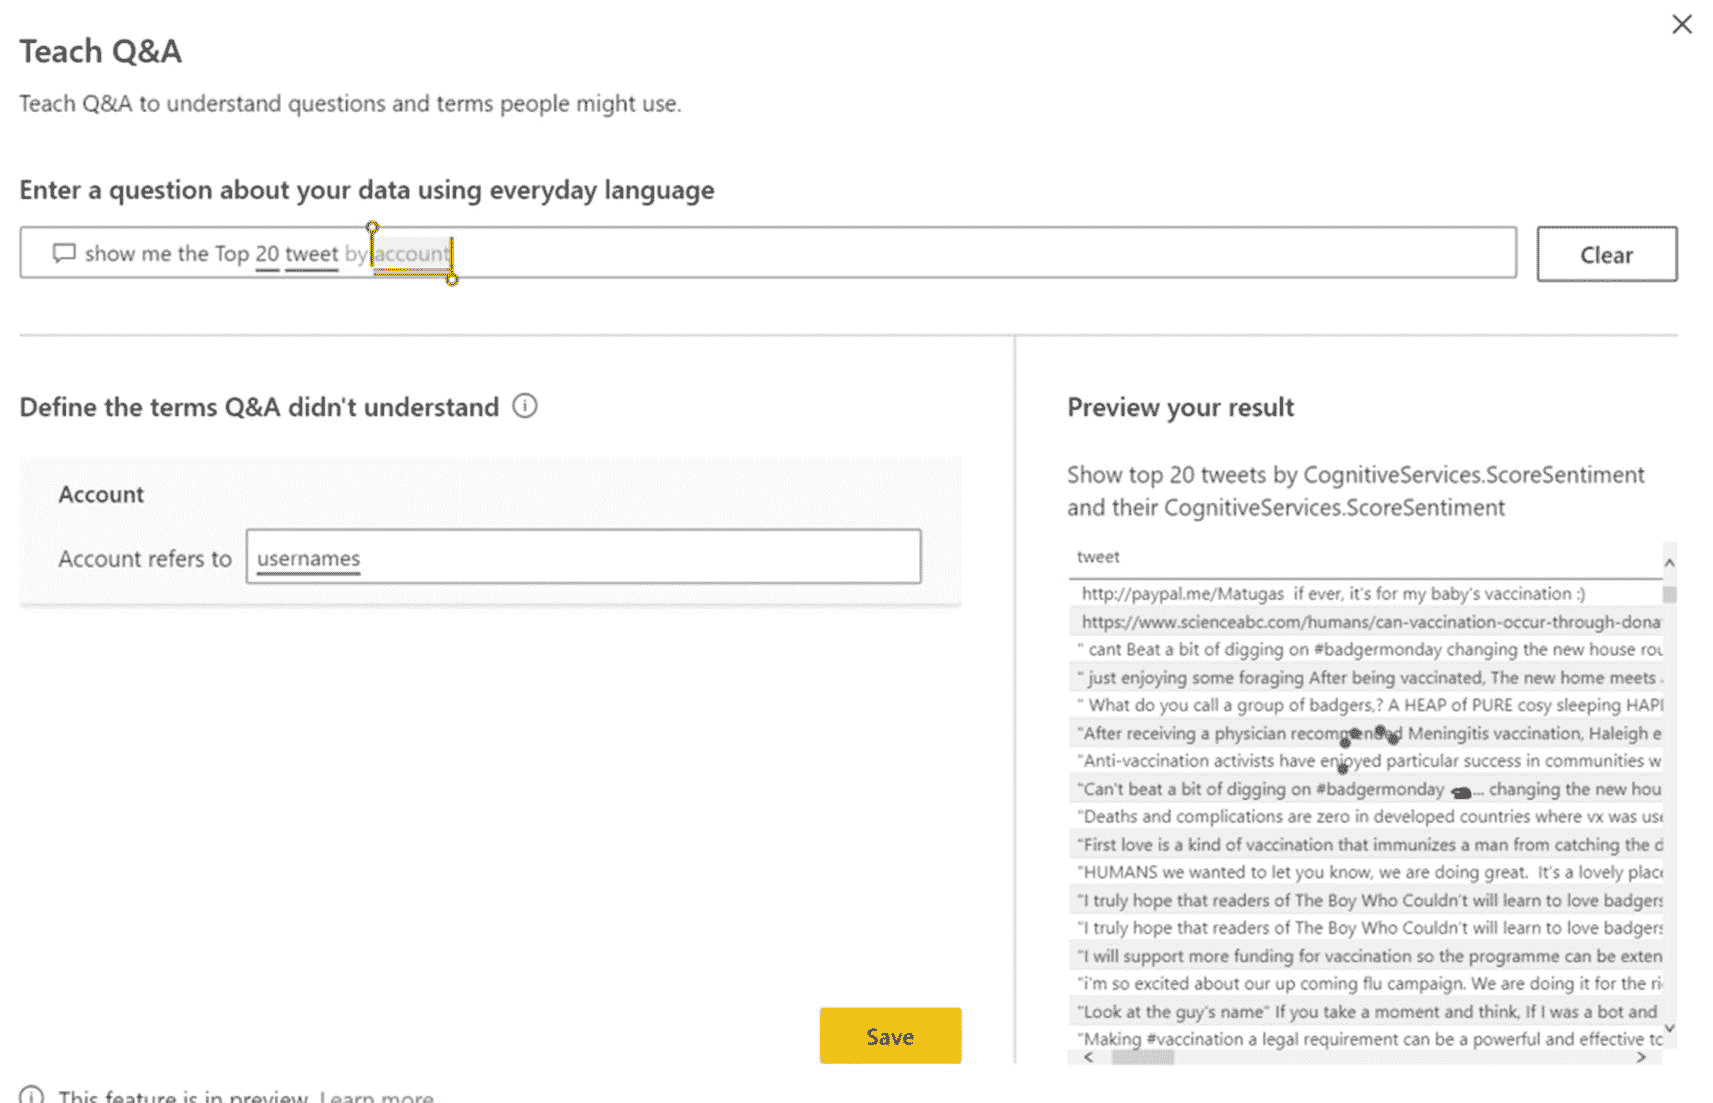 Teach Q&A
Teach Q&A to understand questions and terms people might use.
Enter a question about your data using everyday language
show me the Top 20 tweet by account
Clear
Define the terms Q&A didn't understand
Account
Account refers to usernames
Save
This feature is in preview. Learn more
Preview your result
Show top 20 tweets by CognitiveServices.ScoreSentiment
and their CognitiveServices.ScoreSentiment
tweet
http://paypal.me/Matugas if ever, it's for my baby's vaccination :)
https://www.scienceabc.com/humans/can-vaccination-occur-through-dona
" cant Beat a bit of digging on #badgermonday changing the new house rou
" just enjoying some foraging After being vaccinated, The new home meets
" What do you call a group of badgers,? A HEAP of PURE cosy sleeping HAPI
"After receiving a physician recommended Meningitis vaccination, Haleigh e
"Anti-vaccination activists have enjoyed particular success in communities w
"Can't beat a bit of digging on #badgermonday ... changing the new hou
"Deaths and complications are zero in developed countries where vx was use
"First love is a kind of vaccination that immunizes a man from catching the d
"HUMANS we wanted to let you know, we are doing great. It's a lovely place
"I truly hope that readers of The Boy Who Couldn't will learn to love badgers
"I truly hope that readers of The Boy Who Couldn't will learn to love badgers
"I will support more funding for vaccination so the programme can be exten
"i'm so excited about our up coming flu campaign. We are doing it for the ri
"Look at the guy's name" If you take a moment and think, If I was a bot and
"Making #vaccination a legal requirement can be a powerful and effective to